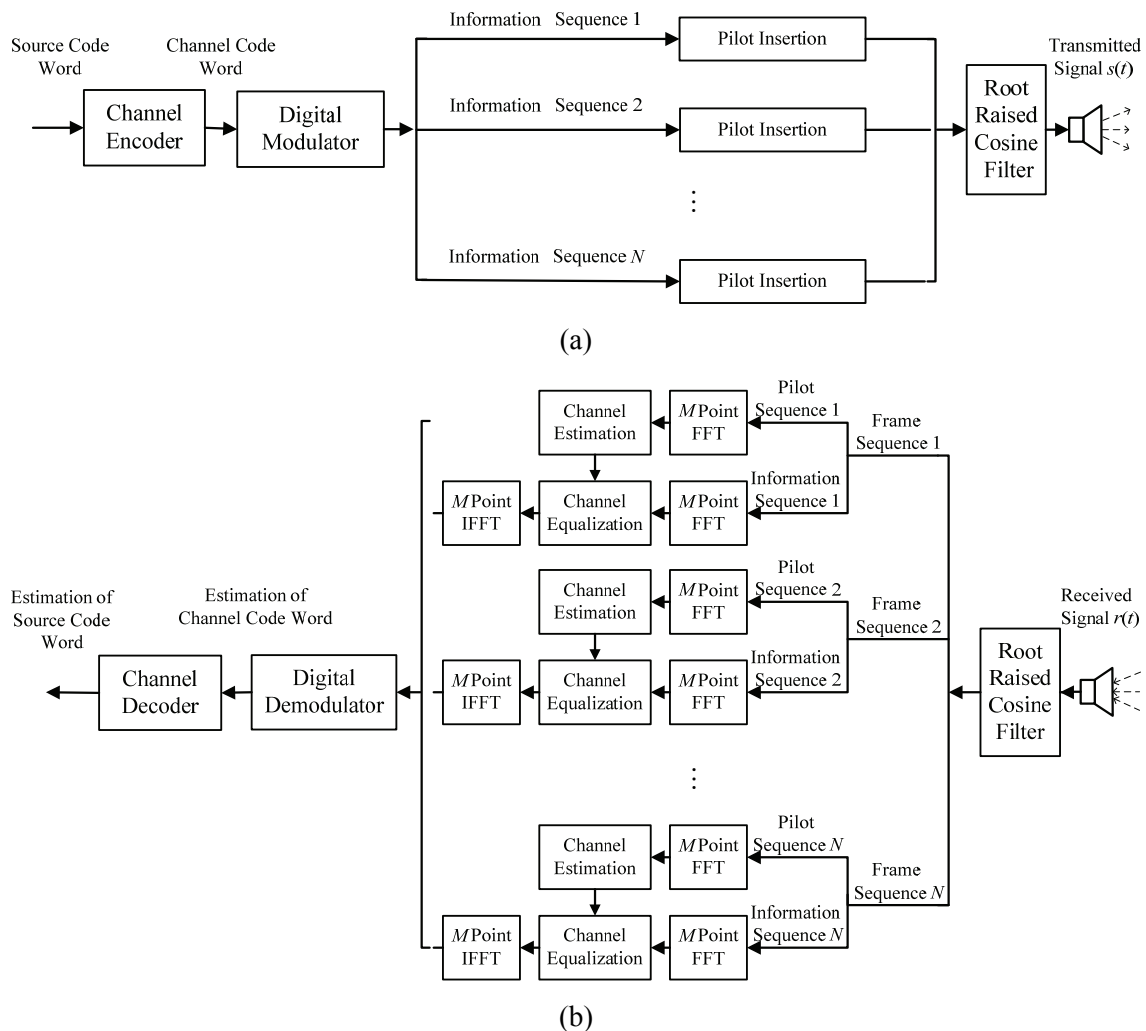 Source Code
Word
Channel
Encoder
Channel Code
Word
Digital
Modulator
Information Sequence 1
Pilot Insertion
Information Sequence 2
Pilot Insertion
⋮
Information Sequence N
Pilot Insertion
Root
Raised
Cosine
Filter
Transmitted
Signal s(t)
(a)
Channel
Estimation
M Point
FFT
Pilot
Sequence 1
Frame
Sequence 1
M Point
IFFT
Channel
Equalization
M Point
FFT
Information
Sequence 1
Channel
Estimation
M Point
FFT
Pilot
Sequence 2
Frame
Sequence 2
M Point
IFFT
Channel
Equalization
M Point
FFT
Information
Sequence 2
Estimation of
Source Code
Word
Channel
Decoder
Estimation of
Channel Code Word
Digital
Demodulator
Root
Raised
Cosine
Filter
Received
Signal r(t)
⋮
Channel
Estimation
M Point
FFT
Pilot
Sequence N
Frame
Sequence N
M Point
IFFT
Channel
Equalization
M Point
FFT
Information
Sequence N
(b)